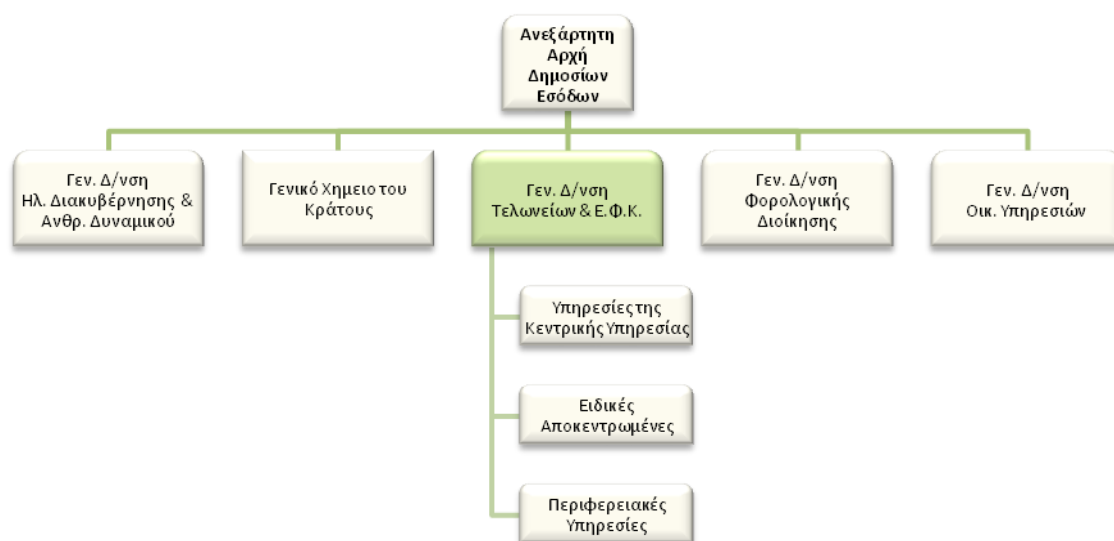 Ανεξάρτητη
Αρχή
Δημοσίων
Εσόδων
Γεν. Δ/νση
Ηλ. Διακυβέρνησης &
Ανθρ. Δυναμικού
Γενικό Χημειο του
Κράτους
Γεν. Δ/νση
Τελωνείων & Ε.Φ.Κ.
Γεν. Δ/νση
Φορολογικής
Διοίκησης
Γεν. Δ/νση
Οικ. Υπηρεσιών
Υπηρεσίες της
Κεντρικής Υπηρεσίας
Ειδικές
Αποκεντρωμένες
Περιφερειακές
Υπηρεσίες